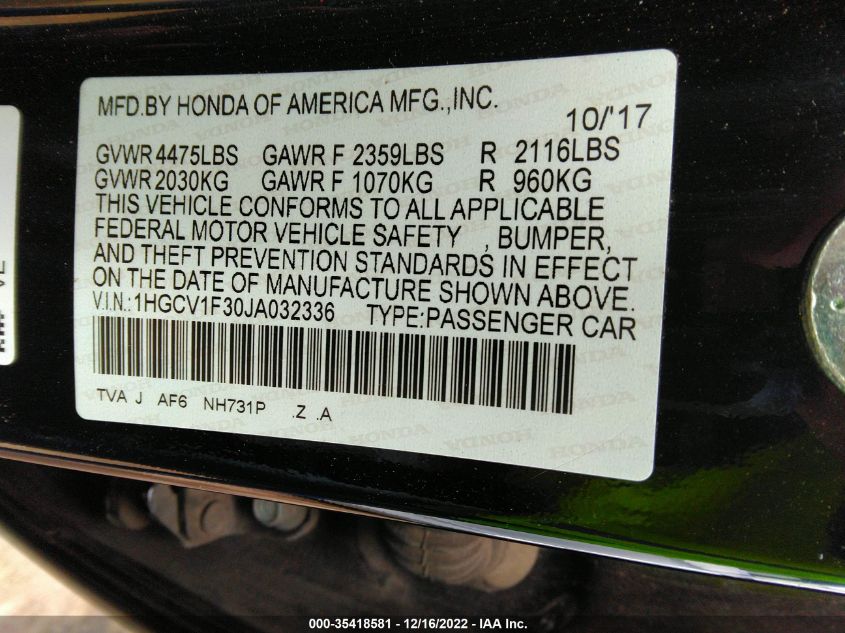 MFD.BY HONDA OF AMERICA MFG.,INC.
10/'17
GVWR 4475LBS GAWR F 2359LBS R 2116LBS
GVWR 2030KG GAWR F 1070KG R 960KG
THIS VEHICLE CONFORMS TO ALL APPLICABLE
FEDERAL MOTOR VEHICLE SAFETY , BUMPER,
AND THEFT PREVENTION STANDARDS IN EFFECT
ON THE DATE OF MANUFACTURE SHOWN ABOVE.
V.I.N.:1HGCV1F30JA032336 TYPE:PASSENGER CAR
TVA J AF6 NH731P .Z .A
000-35418581 - 12/16/2022 - IAA Inc.